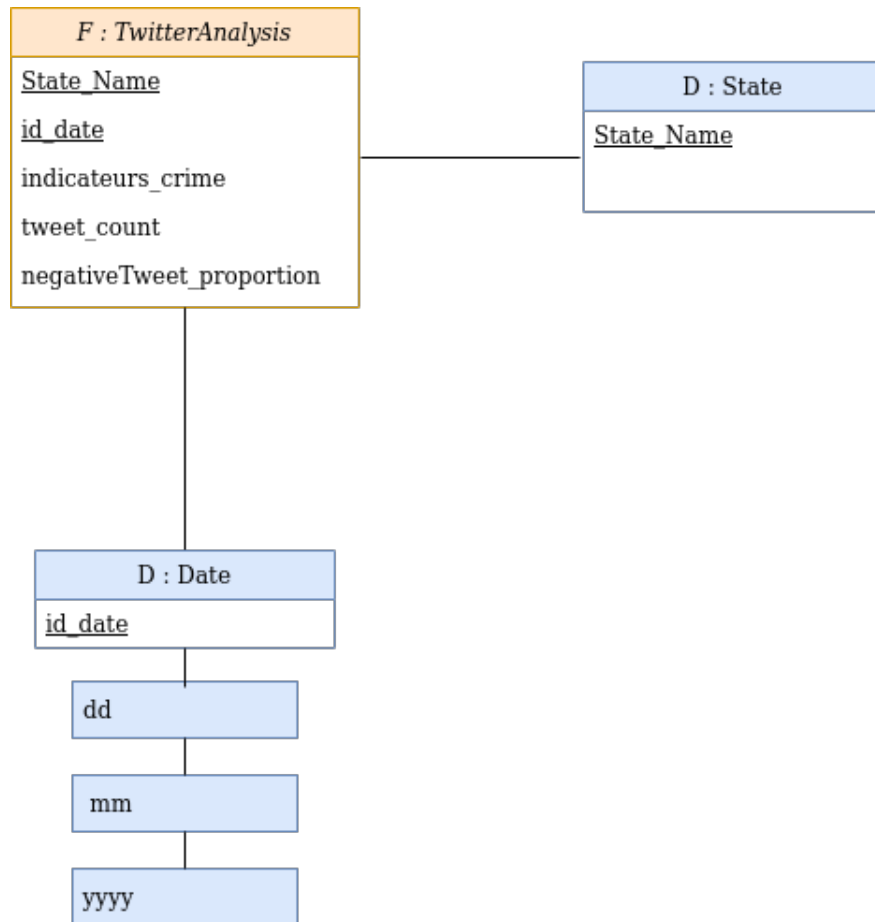 F : TwitterAnalysis
State_Name
id_date
indicateurs_crime
tweet_count
negativeTweet_proportion
D : State
State_Name
D : Date
id_date
dd
mm
yyyy